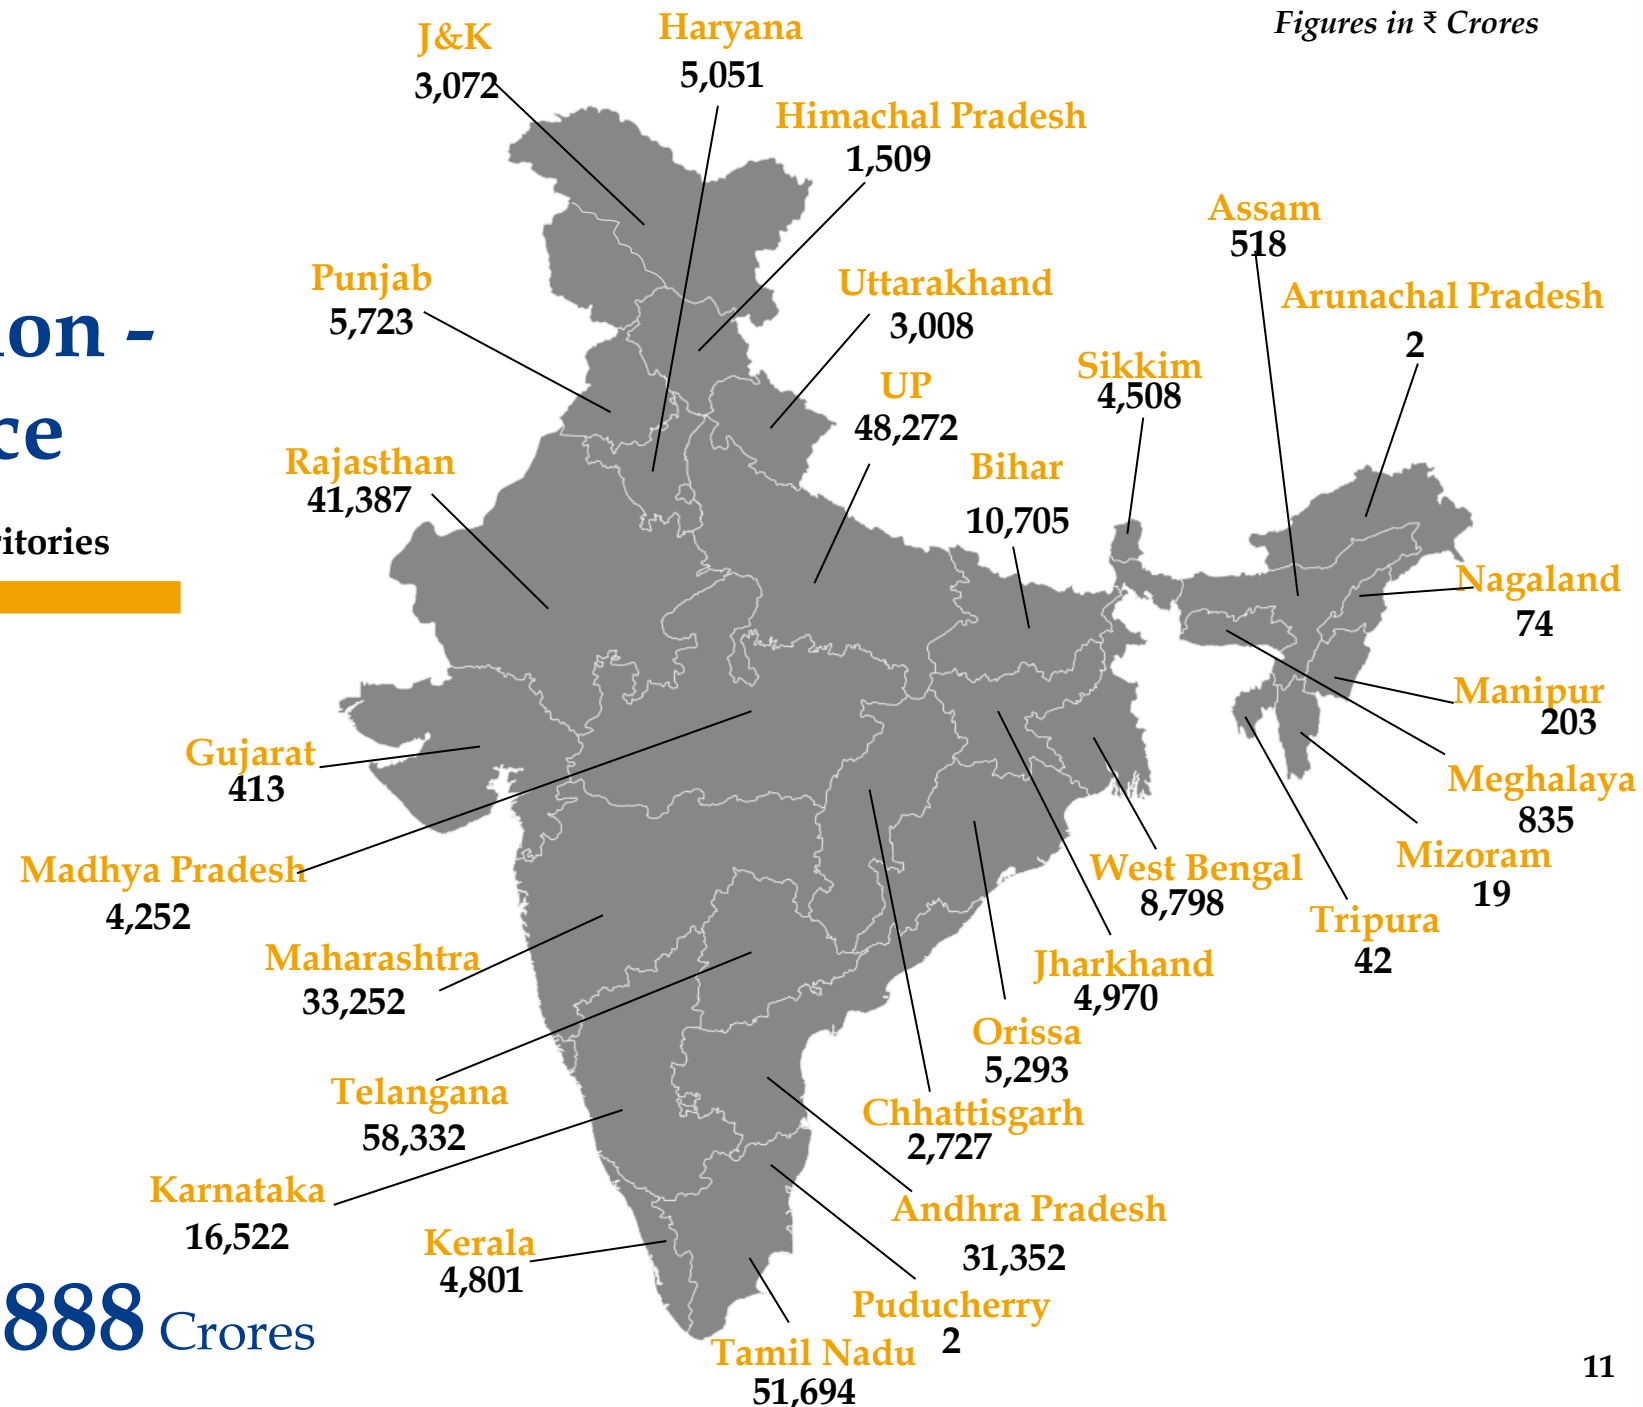 Figures in ₹ Crores
J&K
3,072
Haryana
5,051
Himachal Pradesh
1,509
Assam
518
Punjab
5,723
Uttarakhand
3,008
Arunachal Pradesh
2
Sikkim
4,508
UP
48,272
on -
ce
Rajasthan
41,387
Bihar
10,705
ritories
Nagaland
74
Manipur
203
Gujarat
413
Meghalaya
835
Madhya Pradesh
4,252
West Bengal
8,798
Mizoram
19
Tripura
42
Maharashtra
33,252
Jharkhand
4,970
Orissa
5,293
Telangana
58,332
Chhattisgarh
2,727
Karnataka
16,522
Andhra Pradesh
31,352
Kerala
4,801
Puducherry
2
888 Crores
Tamil Nadu
51,694
11